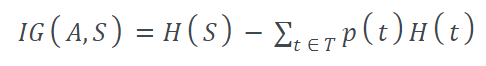 IG(A,S) = H(S) − ∑ₜ ∈ T p(t)H(t)